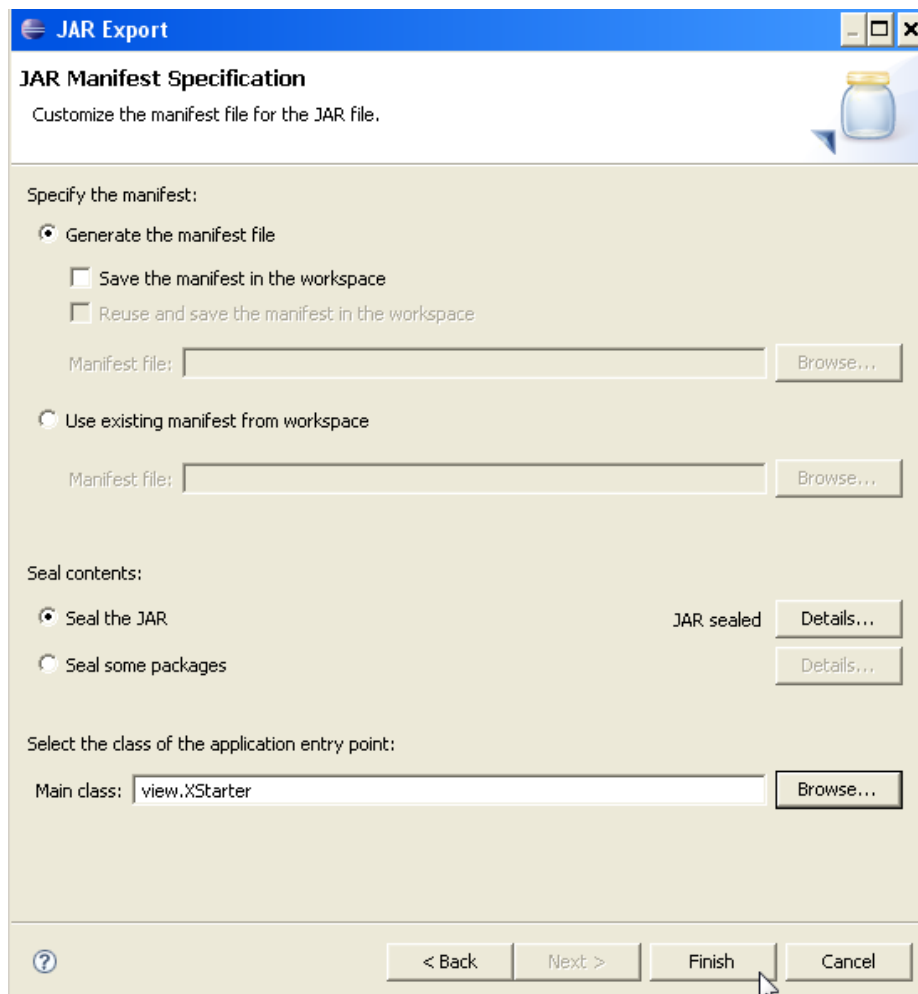 JAR Export
JAR Manifest Specification
Customize the manifest file for the JAR file.
Specify the manifest:
Generate the manifest file
Save the manifest in the workspace
Reuse and save the manifest in the workspace
Manifest file: Browse...
Use existing manifest from workspace
Manifest file: Browse...
Seal contents:
Seal the JAR JAR sealed Details...
Seal some packages Details...
Select the class of the application entry point:
Main class: view.XStarter Browse...
? < Back Next > Finish Cancel